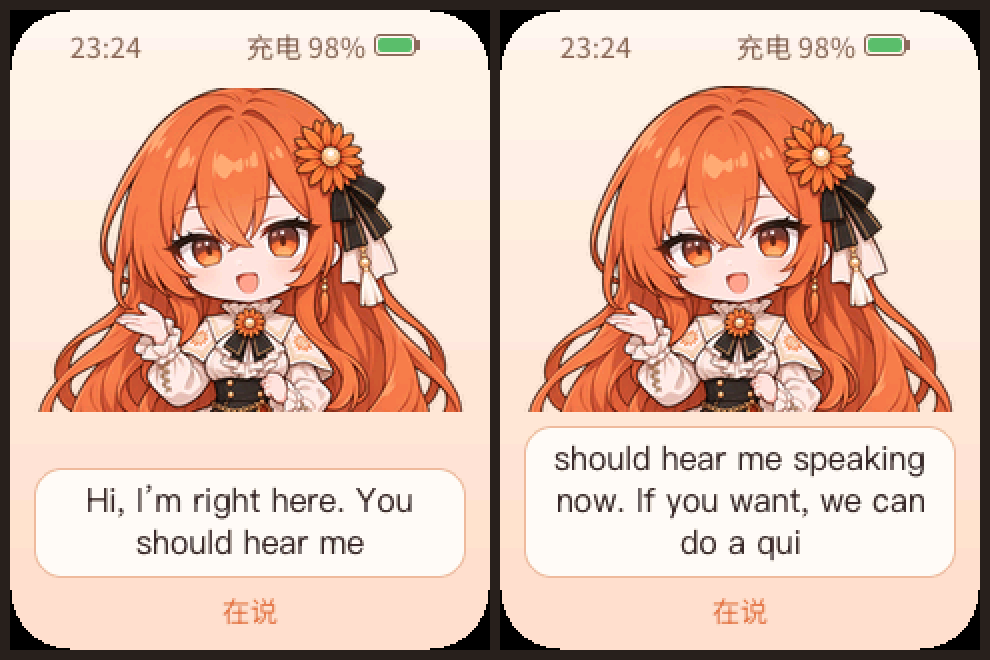 23:24 充电 98%
Hi, I'm right here. You
should hear me
在说
23:24 充电 98%
should hear me speaking
now. If you want, we can
do a qui
在说